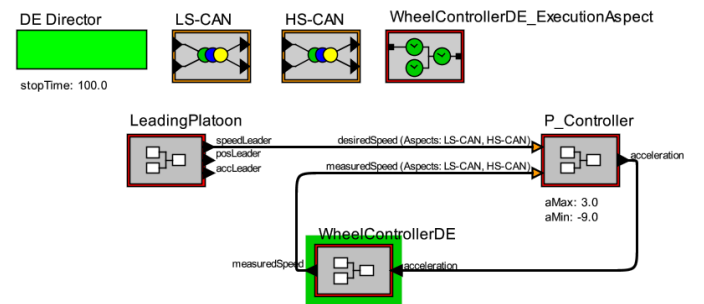 DE Director
LS-CAN
HS-CAN
WheelControllerDE_ExecutionAspect
stopTime: 100.0
LeadingPlatoon
P_Controller
speedLeader
desiredSpeed (Aspects: LS-CAN, HS-CAN)
posLeader
acceleration
accLeader
measuredSpeed (Aspects: LS-CAN, HS-CAN)
aMax: 3.0
aMin: -9.0
WheelControllerDE
measuredSpeed
acceleration